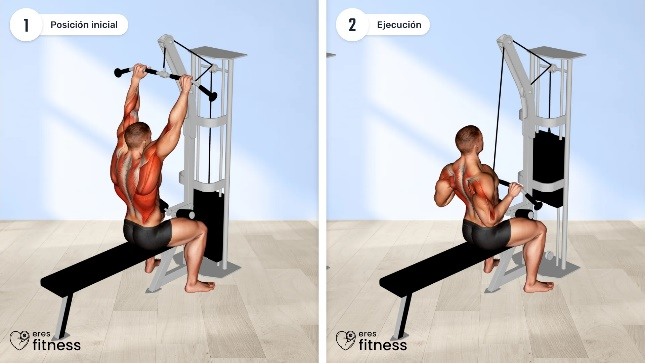 1 Posición inicial
2 Ejecución
eres
fitness
eres
fitness